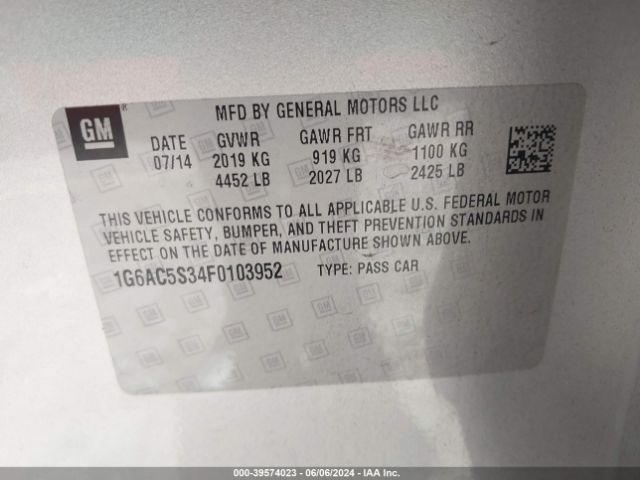 GM
®
MFD BY GENERAL MOTORS LLC
DATE GVWR GAWR FRT GAWR RR
07/14 2019 KG 919 KG 1100 KG
4452 LB 2027 LB 2425 LB
THIS VEHICLE CONFORMS TO ALL APPLICABLE U.S. FEDERAL MOTOR
VEHICLE SAFETY, BUMPER, AND THEFT PREVENTION STANDARDS IN
EFFECT ON THE DATE OF MANUFACTURE SHOWN ABOVE.
1G6AC5S34F0103952 TYPE: PASS CAR
000-39574023 - 06/06/2024 - IAA Inc.